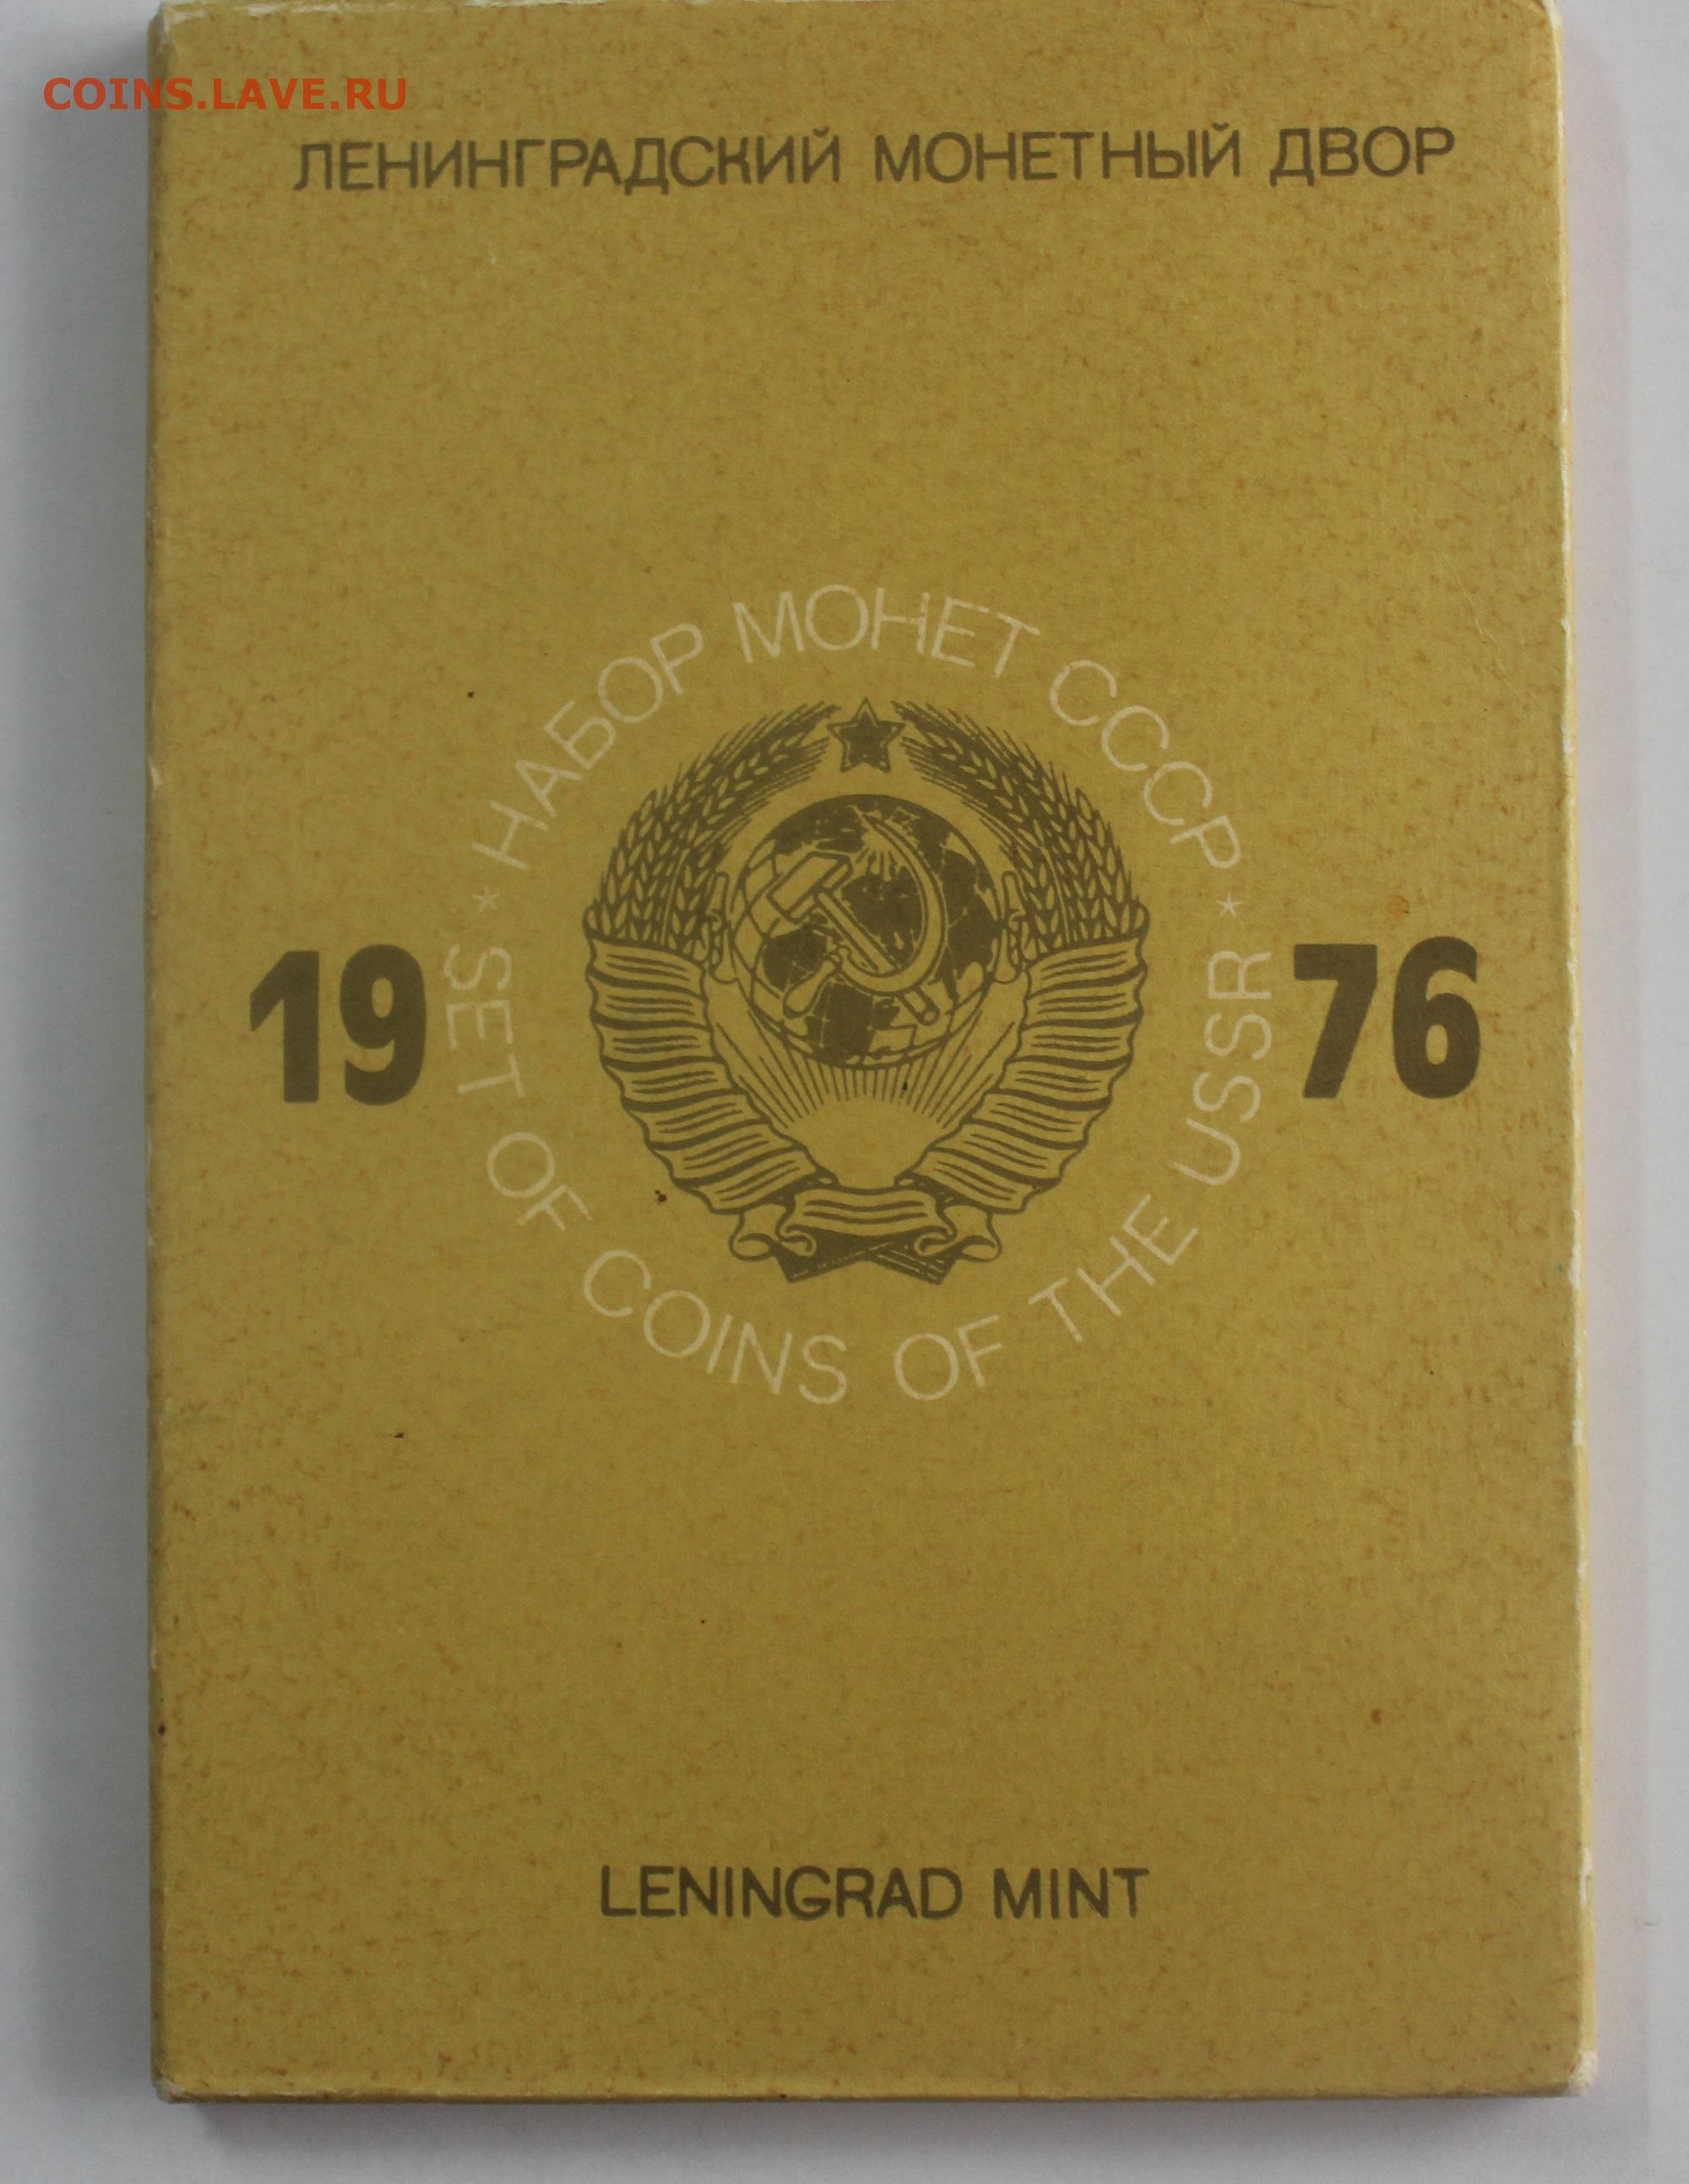 COINS.LAVE.RU
ЛЕНИНГРАДСКИЙ МОНЕТНЫЙ ДВОР
* НАБОР МОНЕТ СССР *
19 76
SET OF COINS OF THE USSR
LENINGRAD MINT